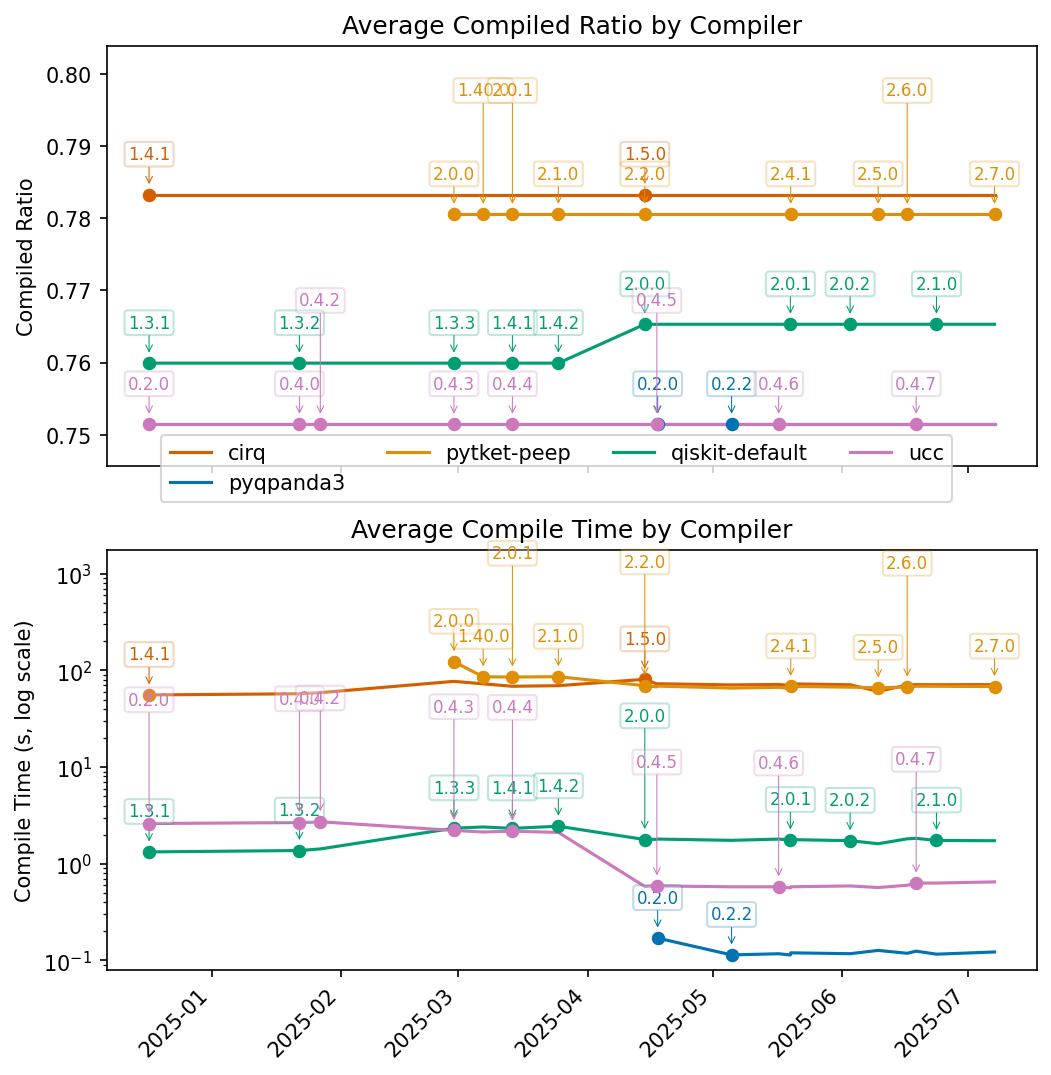 Average Compiled Ratio by Compiler
Compiled Ratio
0.80
0.79
0.78
0.77
0.76
0.75
1.40.0 2.0.1 2.6.0
1.4.1 1.5.0
2.0.0 2.1.0 2.2.0 2.4.1 2.5.0 2.7.0
2.0.0 2.0.1 2.0.2 2.1.0
0.4.2 0.4.5
1.3.1 1.3.2 1.3.3 1.4.1 1.4.2
0.2.0 0.4.0 0.4.3 0.4.4 0.2.0 0.2.2 0.4.6 0.4.7
cirq pytket-peep qiskit-default ucc
pyqpanda3
Average Compile Time by Compiler
Compile Time (s, log scale)
10³
10²
10¹
10⁰
10⁻¹
2.0.1 2.2.0 2.6.0
2.0.0
1.4.1 1.40.0 2.1.0 1.5.0 2.4.1 2.5.0 2.7.0
0.2.0 0.4.0 0.4.2 0.4.3 0.4.4 2.0.0
0.4.5 0.4.6 0.4.7
1.3.1 1.3.2 1.3.3 1.4.1 1.4.2 2.0.1 2.0.2 2.1.0
0.2.0 0.2.2
2025-01 2025-02 2025-03 2025-04 2025-05 2025-06 2025-07